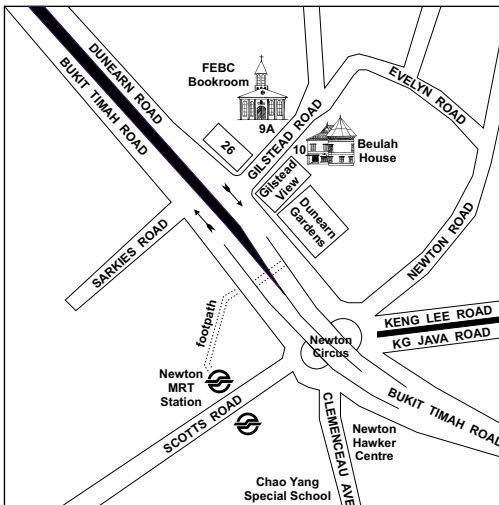 DUNEARN ROAD
BUKIT TIMAH ROAD
FEBC
Bookroom
9A
GILSTEAD ROAD
EVELYN ROAD
26
10
Beulah
House
Gilstead
View
Dunearn
Gardens
NEWTON ROAD
SARKIES ROAD
footpath
KENG LEE ROAD
KG JAVA ROAD
Newton
Circus
Newton
MRT
Station
SCOTTS ROAD
CLEMENCEAU AVE
BUKIT TIMAH ROAD
Newton
Hawker
Centre
Chao Yang
Special School